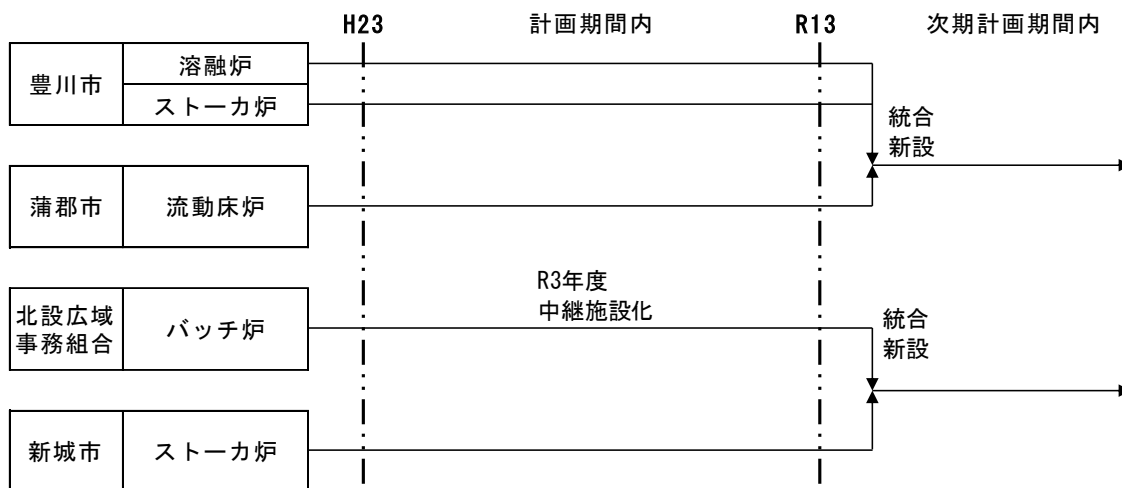 H23
計画期間内
R13
次期計画期間内
豊川市
溶融炉
ストーカ炉
統合
新設
蒲郡市
流動床炉
R3年度
中継施設化
北設広域
事務組合
バッチ炉
統合
新設
新城市
ストーカ炉